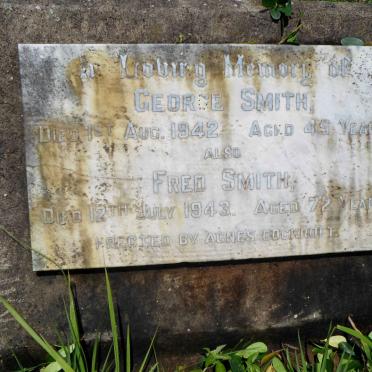 In Loving Memory of
George Smith,
Died 1st Aug. 1942. Aged 49 Year
also
Fred Smith,
Died 12th July 1943. Aged 72 Year
Erected by Agnes